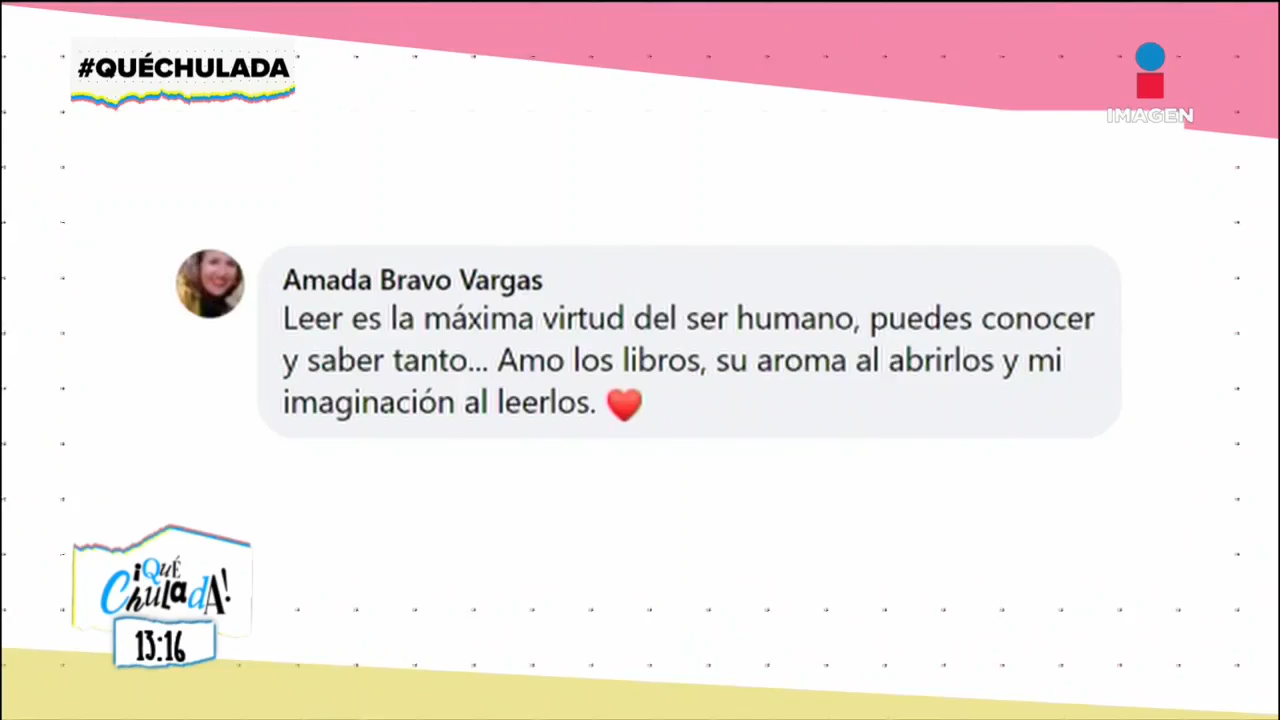 #QUÉCHULADA
IMAGEN
Amada Bravo Vargas
Leer es la máxima virtud del ser humano, puedes conocer
y saber tanto... Amo los libros, su aroma al abrirlos y mi
imaginación al leerlos. ❤️
¡QUÉ
ChulAdA!
13:16